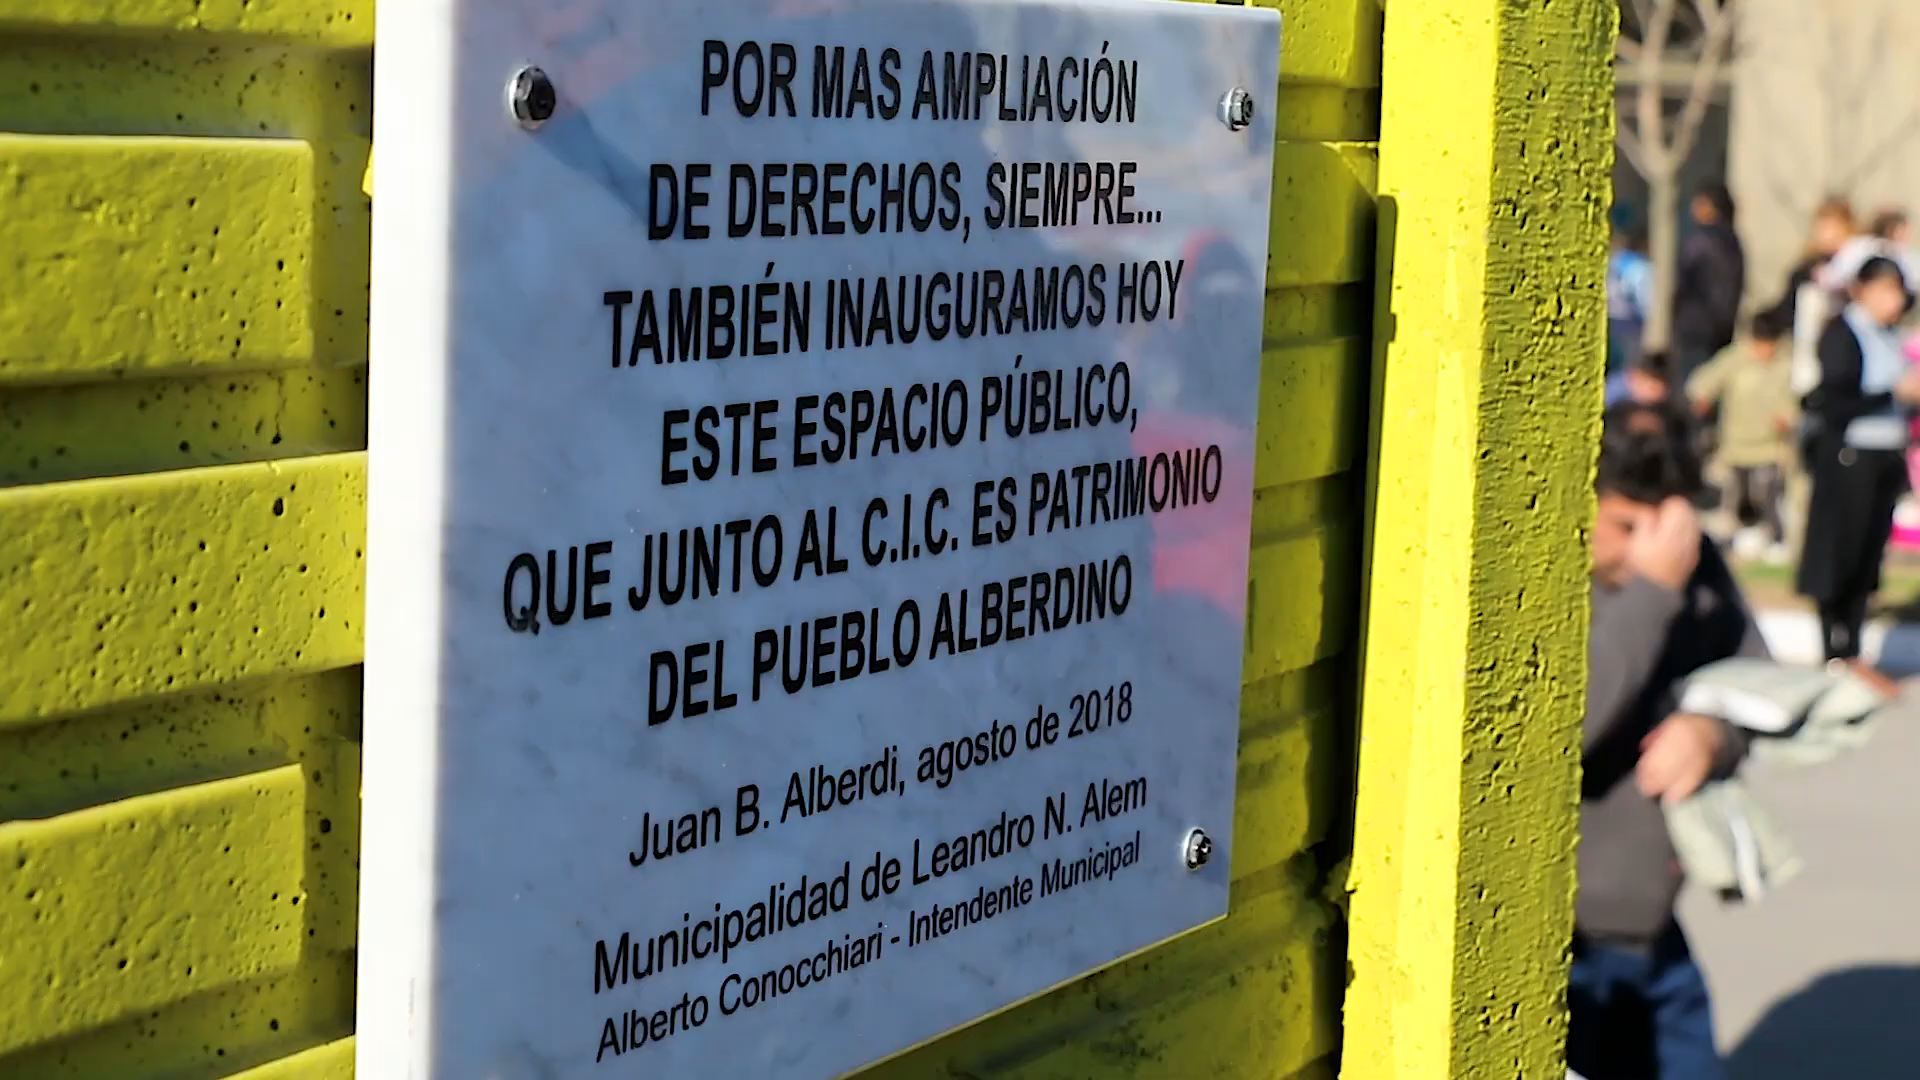 POR MAS AMPLIACIÓN
DE DERECHOS, SIEMPRE...
TAMBIÉN INAUGURAMOS HOY
ESTE ESPACIO PÚBLICO,
QUE JUNTO AL C.I.C. ES PATRIMONIO
DEL PUEBLO ALBERDINO
Juan B. Alberdi, agosto de 2018
Municipalidad de Leandro N. Alem
Alberto Conocchiari - Intendente Municipal